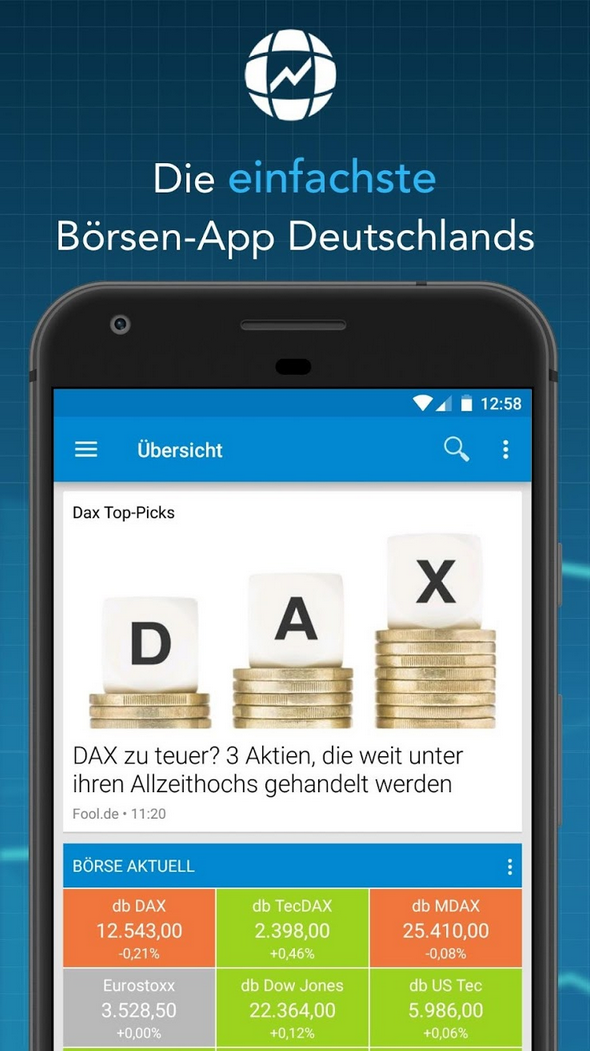 Die einfachste
Börsen-App Deutschlands
12:58
Übersicht
Dax Top-Picks
D A X
DAX zu teuer? 3 Aktien, die weit unter
ihren Allzeithochs gehandelt werden
Fool.de • 11:20
BÖRSE AKTUELL
db DAX db TecDAX db MDAX
12.543,00 2.398,00 25.410,00
-0,21% +0,46% -0,08%
Eurostoxx db Dow Jones db US Tec
3.528,50 22.364,00 5.986,00
+0,00% +0,12% +0,06%